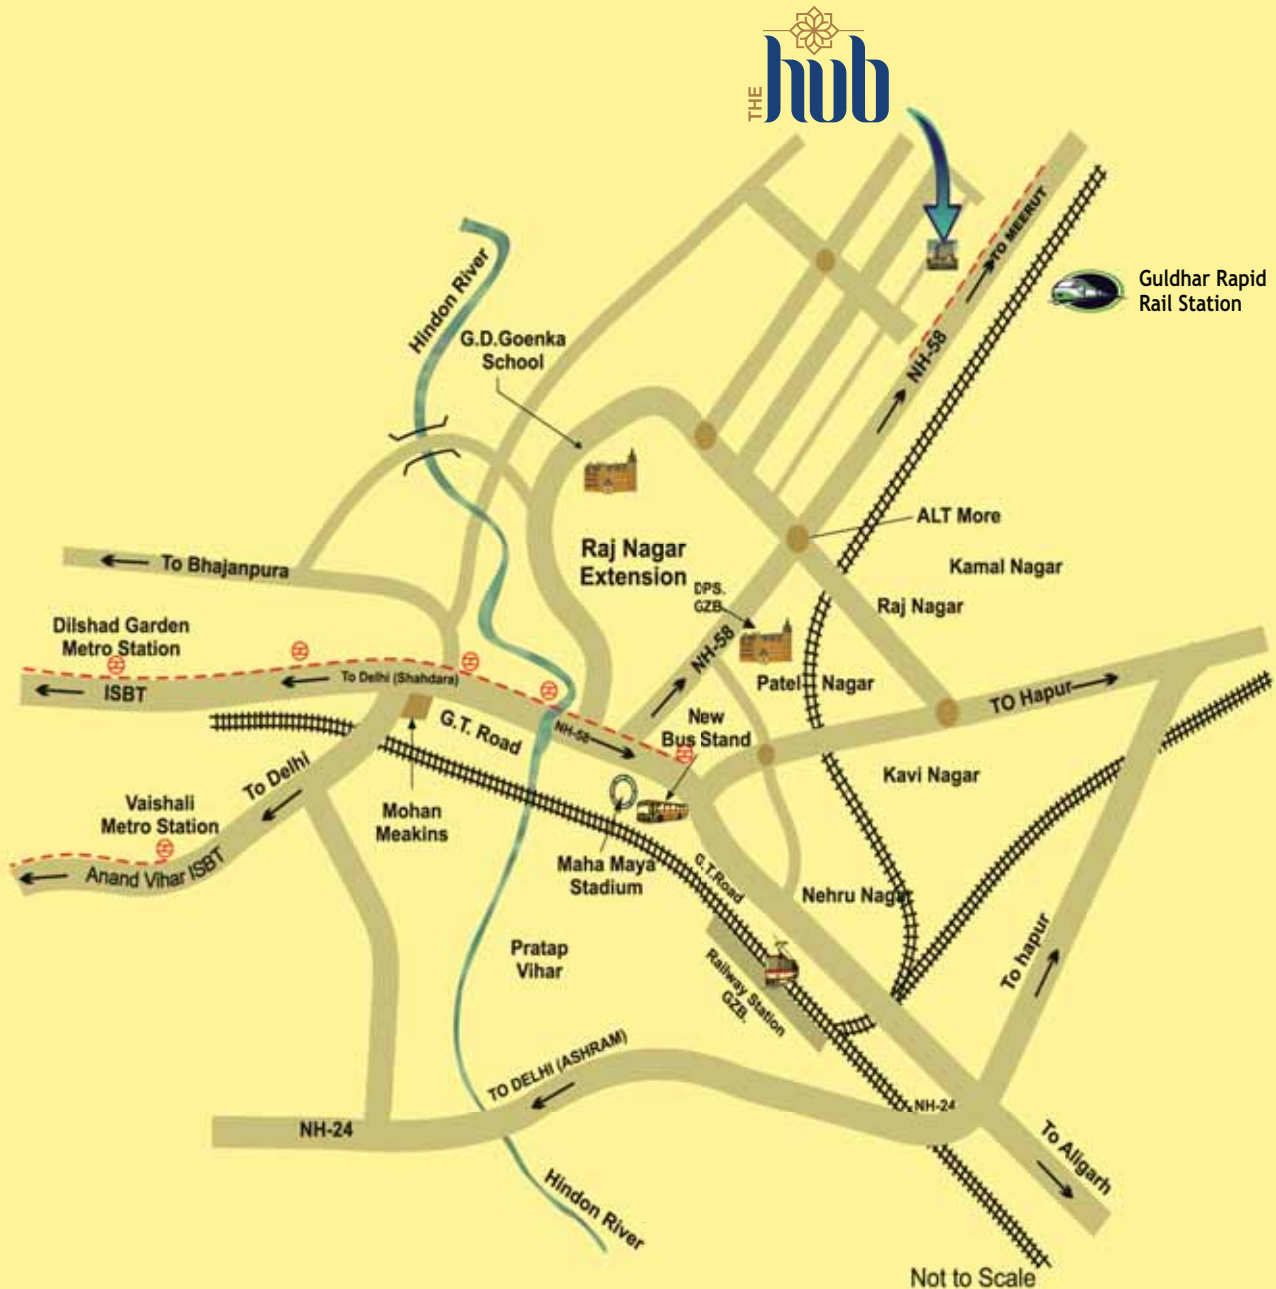 THE
hub
TO MEERUT
Guldhar Rapid
Rail Station
Hindon River
G.D.Goenka
School
NH-58
ALT More
Raj Nagar
Extension
Kamal Nagar
To Bhajanpura
DPS.
GZB.
Raj Nagar
Dilshad Garden
Metro Station
NH-58
To Delhi (Shahdara)
ISBT
Patel Nagar
TO Hapur
G.T. Road
NH-58
New
Bus Stand
To Delhi
Kavi Nagar
Vaishali
Metro Station
Mohan
Meakins
Anand Vihar ISBT
Maha Maya
Stadium
G.T.Road
Nehru Nagar
Pratap
Vihar
Railway Station
GZB.
To hapur
TO DELHI (ASHRAM)
NH-24
NH-24
To Aligarh
Hindon River
Not to Scale